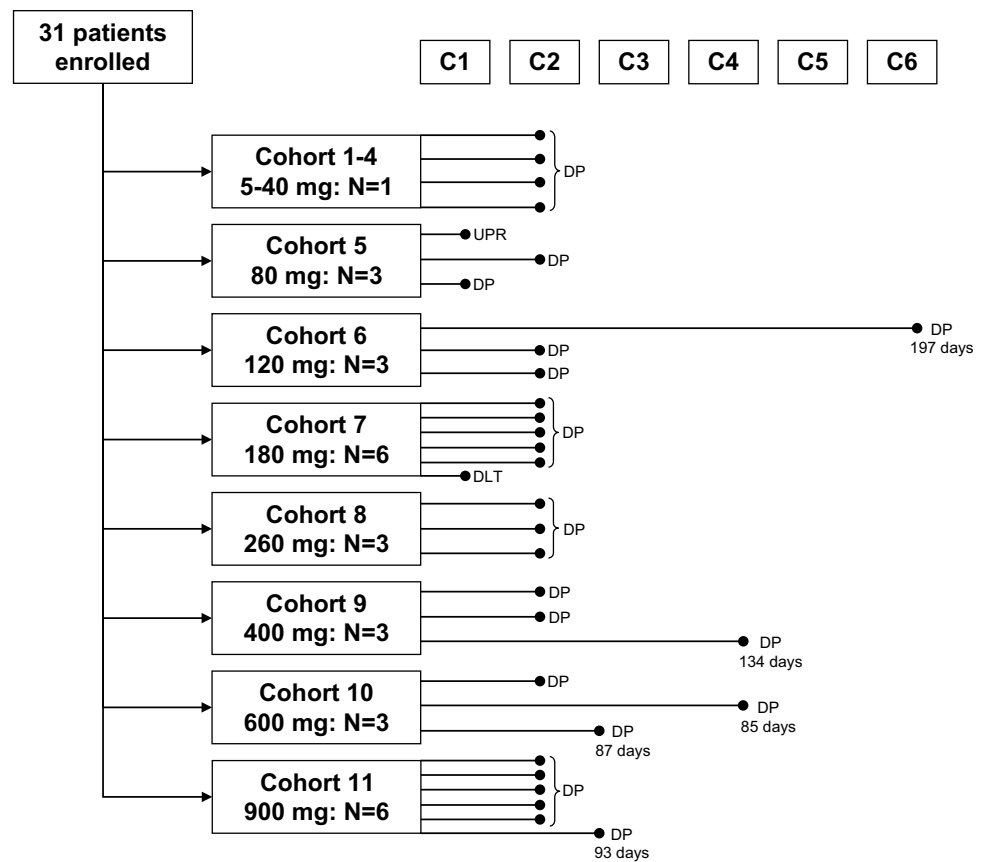 31 patients
enrolled
C1 C2 C3 C4 C5 C6
Cohort 1-4
5-40 mg: N=1
DP
Cohort 5
80 mg: N=3
UPR
DP
DP
Cohort 6
120 mg: N=3
DP
197 days
DP
DP
Cohort 7
180 mg: N=6
DP
DLT
Cohort 8
260 mg: N=3
DP
Cohort 9
400 mg: N=3
DP
DP
DP
134 days
Cohort 10
600 mg: N=3
DP
DP
85 days
DP
87 days
Cohort 11
900 mg: N=6
DP
DP
93 days